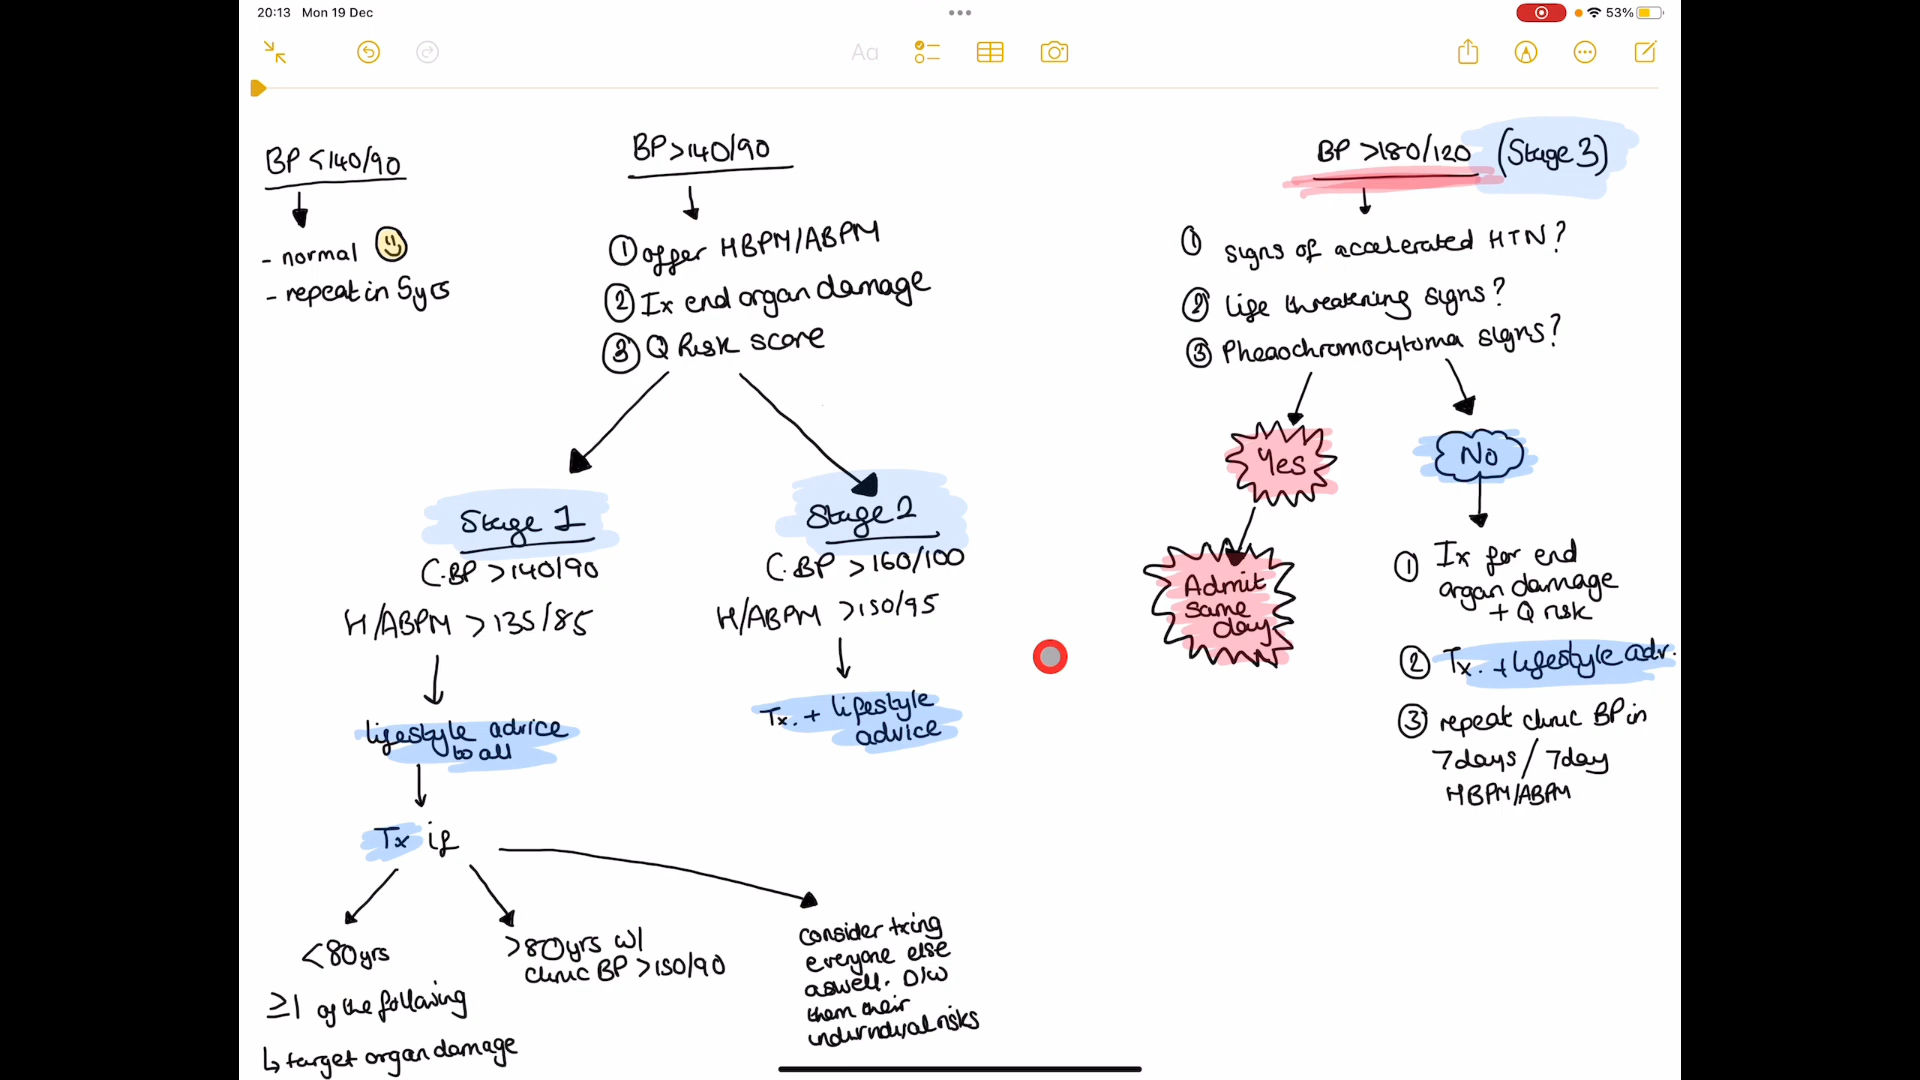 20:13 Mon 19 Dec
53%
Aa
BP <140/90
- normal
- repeat in 5yrs
BP >140/90
① offer HBPM/ABPM
② Ix end organ damage
③ Q Risk score
Stage 1
C.BP >140/90
H/ABPM >135/85
lifestyle advice
to all
Tx if
<80yrs
≥1 of the following
↳ target organ damage
>80yrs w/
clinic BP >150/90
consider txing
everyone else
aswell. D/W
them their
individual risks
Stage 2
C.BP >160/100
H/ABPM >150/95
Tx. + lifestyle
advice
BP >180/120 (Stage 3)
① signs of accelerated HTN?
② life threatening signs?
③ Pheaochromocytoma signs?
Yes
Admit
same
day
No
① Ix for end
organ damage
+ Q risk
② Tx. + lifestyle adv.
③ repeat clinic BP in
7days / 7day
HBPM/ABPM